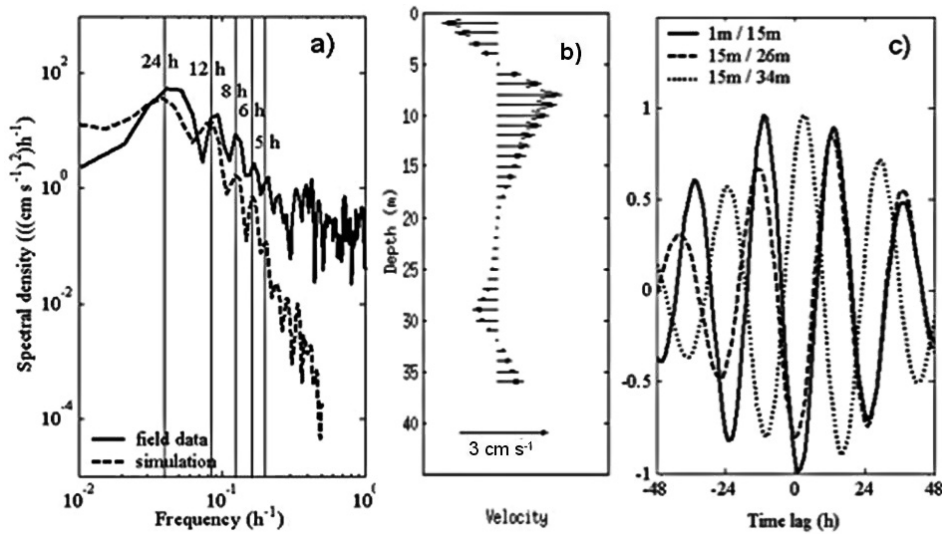 a)
10²
24 h
12 h
8 h
6 h
5 h
10⁰
10⁻²
10⁻⁴
Spectral density (((cm s⁻¹)²)h⁻¹)
field data
simulation
10⁻²
10⁻¹
10⁰
Frequency (h⁻¹)
b)
0
5
10
15
20
25
30
35
40
Depth (m)
3 cm s⁻¹
Velocity
1m / 15m
15m / 26m
15m / 34m
c)
1
0.5
0
-0.5
-1
-48
-24
0
24
48
Time lag (h)